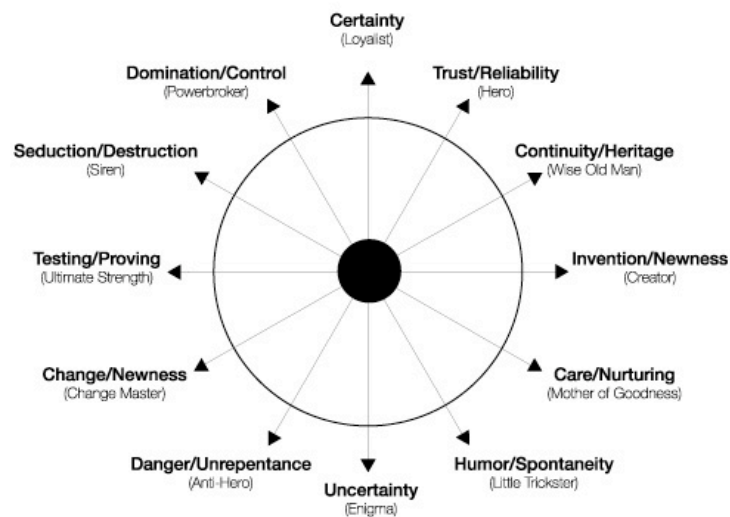 Certainty
(Loyalist)
Domination/Control
(Powerbroker)
Trust/Reliability
(Hero)
Seduction/Destruction
(Siren)
Continuity/Heritage
(Wise Old Man)
Testing/Proving
(Ultimate Strength)
Invention/Newness
(Creator)
Change/Newness
(Change Master)
Care/Nurturing
(Mother of Goodness)
Danger/Unrepentance
(Anti-Hero)
Uncertainty
(Enigma)
Humor/Spontaneity
(Little Trickster)